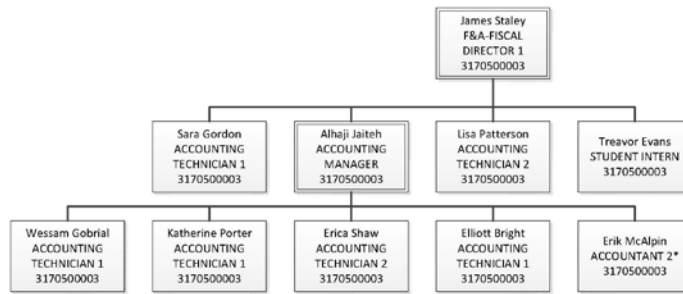 James Staley
F&A-FISCAL
DIRECTOR 1
3170500003
Sara Gordon
ACCOUNTING
TECHNICIAN 1
3170500003
Alhaji Jaiteh
ACCOUNTING
MANAGER
3170500003
Lisa Patterson
ACCOUNTING
TECHNICIAN 2
3170500003
Treavor Evans
STUDENT INTERN
3170500003
Wessam Gobrial
ACCOUNTING
TECHNICIAN 1
3170500003
Katherine Porter
ACCOUNTING
TECHNICIAN 1
3170500003
Erica Shaw
ACCOUNTING
TECHNICIAN 2
3170500003
Elliott Bright
ACCOUNTING
TECHNICIAN 1
3170500003
Erik McAlpin
ACCOUNTANT 2*
3170500003